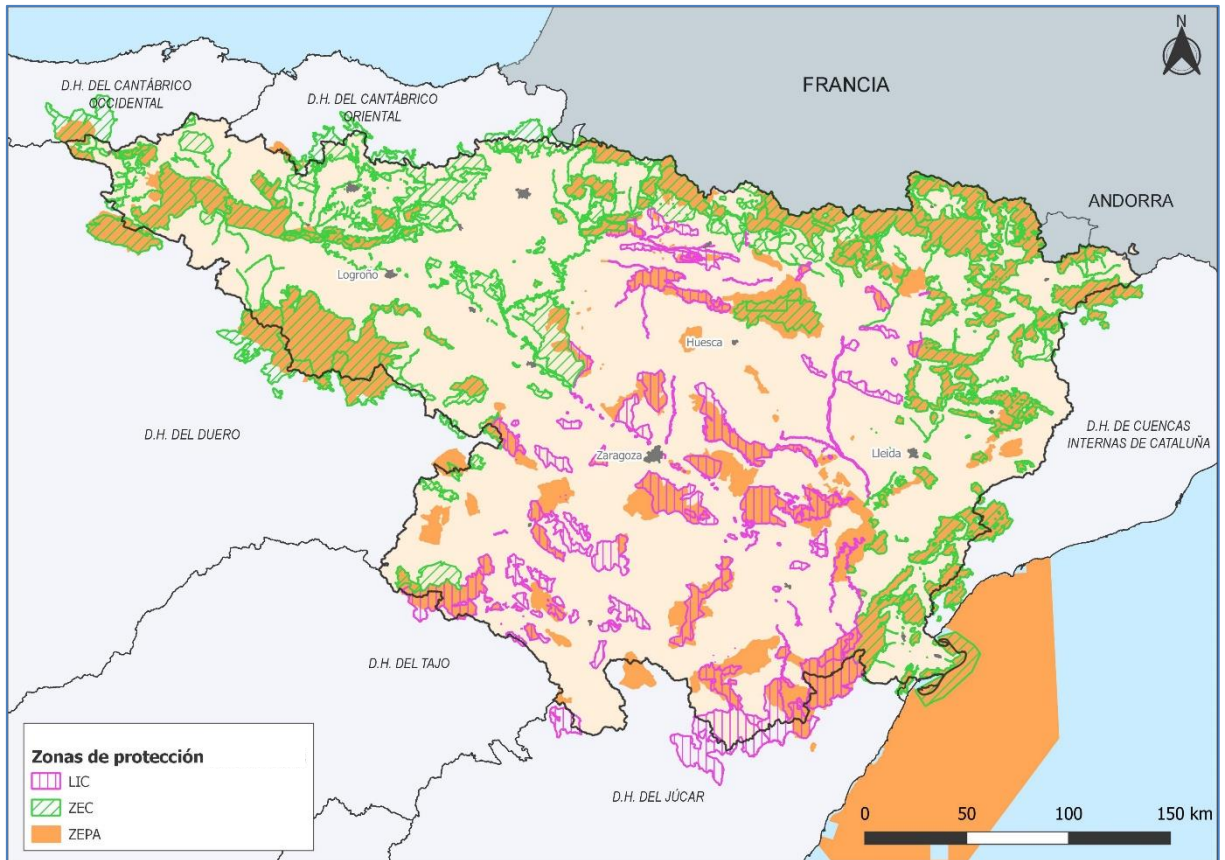 N
D.H. DEL CANTÁBRICO
OCCIDENTAL
D.H. DEL CANTÁBRICO
ORIENTAL
FRANCIA
ANDORRA
Logroño
Huesca
D.H. DEL DUERO
Zaragoza
Lleida
D.H. DE CUENCAS
INTERNAS DE CATALUÑA
D.H. DEL TAJO
D.H. DEL JÚCAR
Zonas de protección
LIC
ZEC
ZEPA
0 50 100 150 km